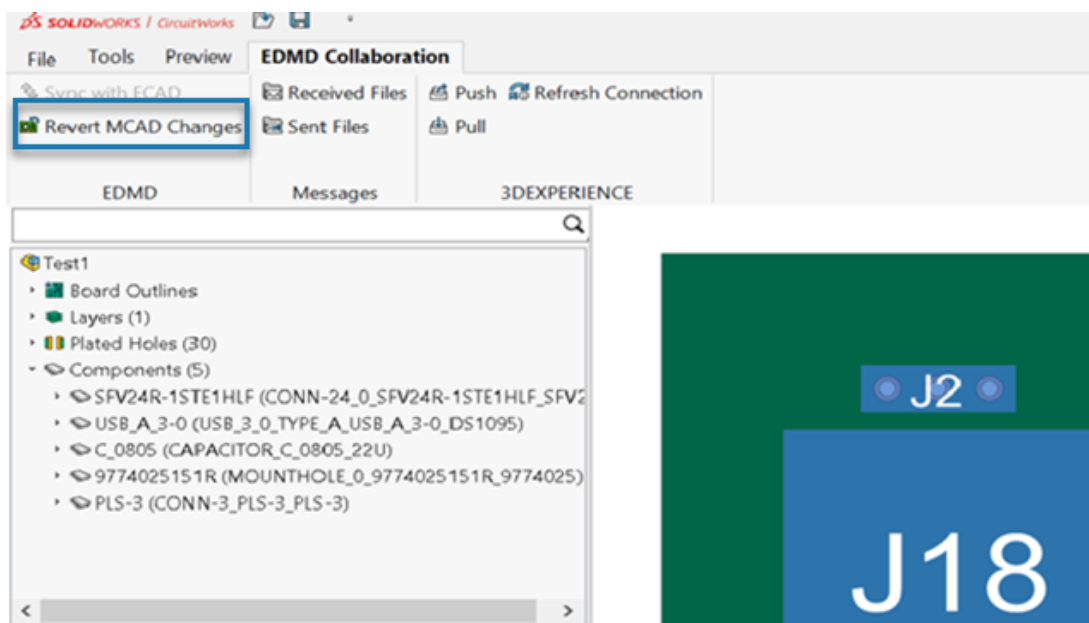 SOLIDWORKS / CircuitWorks
File Tools Preview EDMD Collaboration
Sync with ECAD Received Files Push Refresh Connection
Revert MCAD Changes Sent Files Pull
EDMD Messages 3DEXPERIENCE
Test1
Board Outlines
Layers (1)
Plated Holes (30)
Components (5)
SFV24R-1STE1HLF (CONN-24_0_SFV24R-1STE1HLF_SFV2
USB_A_3-0 (USB_3_0_TYPE_A_USB_A_3-0_DS1095)
C_0805 (CAPACITOR_C_0805_22U)
9774025151R (MOUNTHOLE_0_9774025151R_9774025)
PLS-3 (CONN-3_PLS-3_PLS-3)
J2
J18